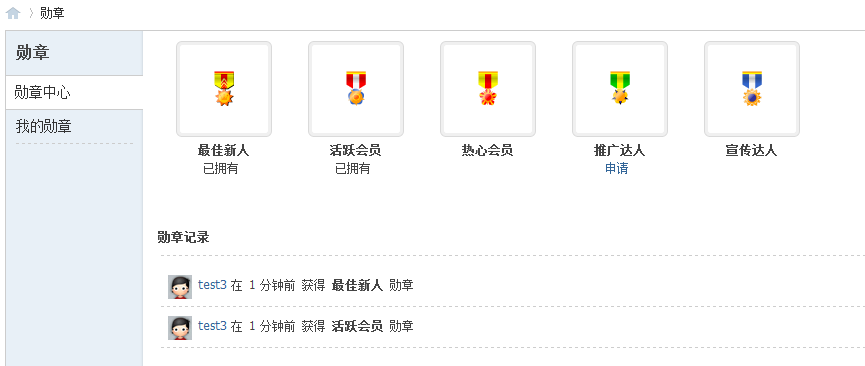 勋章
勋章
勋章中心
我的勋章
最佳新人 活跃会员 热心会员 推广达人 宣传达人
已拥有 已拥有 申请
勋章记录
test3 在 1 分钟前 获得 最佳新人 勋章
test3 在 1 分钟前 获得 活跃会员 勋章